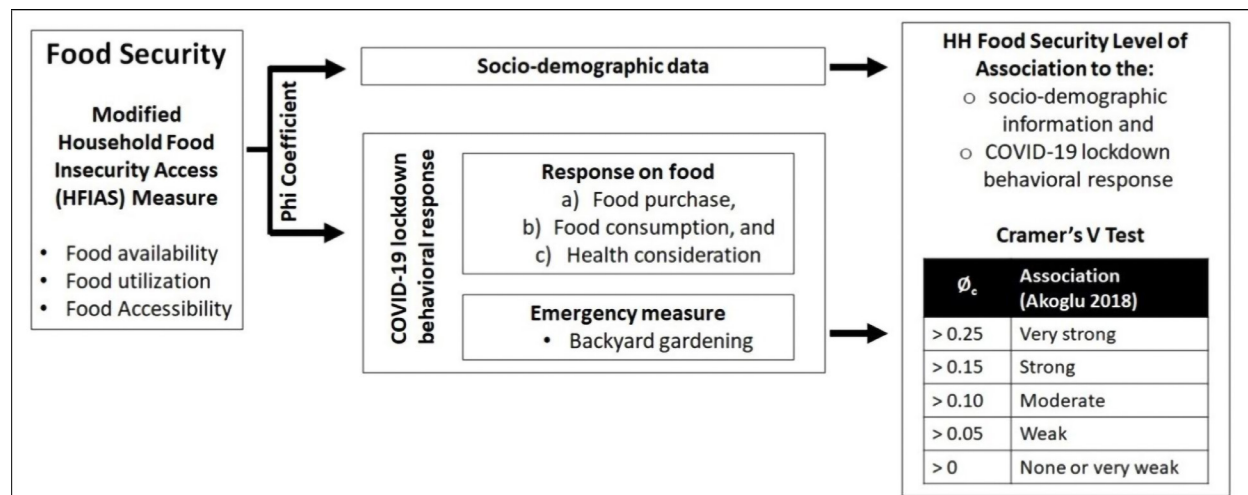 Food Security
Modified
Household Food
Insecurity Access
(HFIAS) Measure
• Food availability
• Food utilization
• Food Accessibility
Phi Coefficient
Socio-demographic data
COVID-19 lockdown
behavioral response
Response on food
a) Food purchase,
b) Food consumption, and
c) Health consideration
Emergency measure
• Backyard gardening
HH Food Security Level of
Association to the:
o socio-demographic
information and
o COVID-19 lockdown
behavioral response
Cramer's V Test
Øc Association
(Akoglu 2018)
> 0.25 Very strong
> 0.15 Strong
> 0.10 Moderate
> 0.05 Weak
> 0 None or very weak